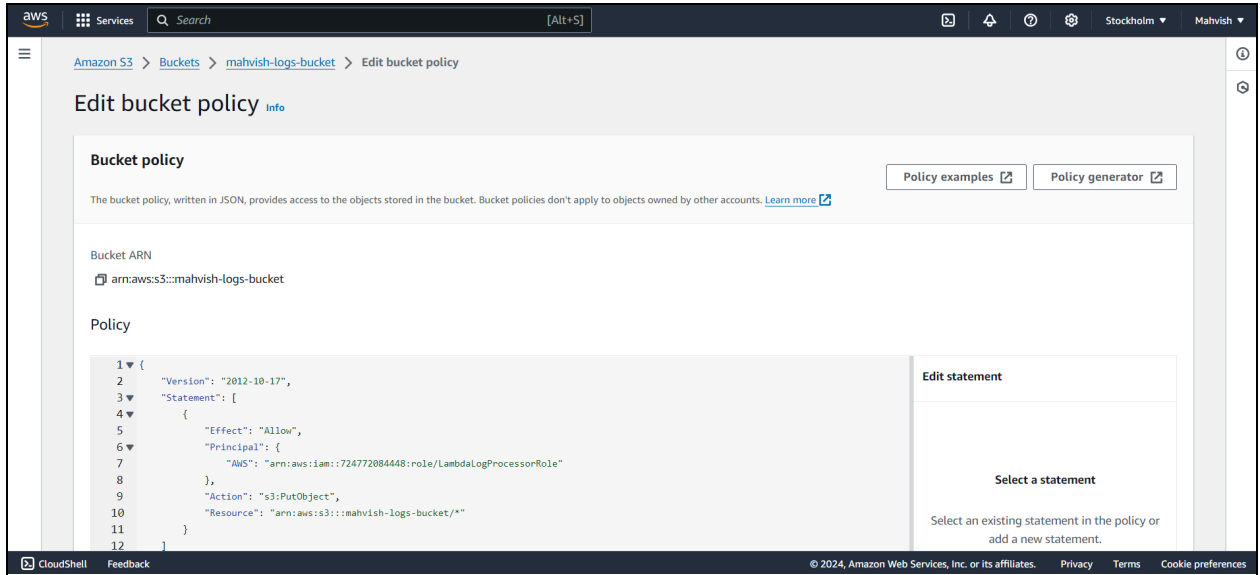 aws Services Search [Alt+S] Stockholm ▼ Mahvish ▼
Amazon S3 > Buckets > mahvish-logs-bucket > Edit bucket policy
Edit bucket policy Info
Bucket policy
Policy examples
Policy generator
The bucket policy, written in JSON, provides access to the objects stored in the bucket. Bucket policies don't apply to objects owned by other accounts. Learn more
Bucket ARN
arn:aws:s3:::mahvish-logs-bucket
Policy
1 ▼ {
2 "Version": "2012-10-17",
3 ▼ "Statement": [
4 ▼ {
5 "Effect": "Allow",
6 ▼ "Principal": {
7 "AWS": "arn:aws:iam::724772084448:role/LambdaLogProcessorRole"
8 },
9 "Action": "s3:PutObject",
10 "Resource": "arn:aws:s3:::mahvish-logs-bucket/*"
11 }
12 ]
Edit statement
Select a statement
Select an existing statement in the policy or
add a new statement.
CloudShell Feedback © 2024, Amazon Web Services, Inc. or its affiliates. Privacy Terms Cookie preferences